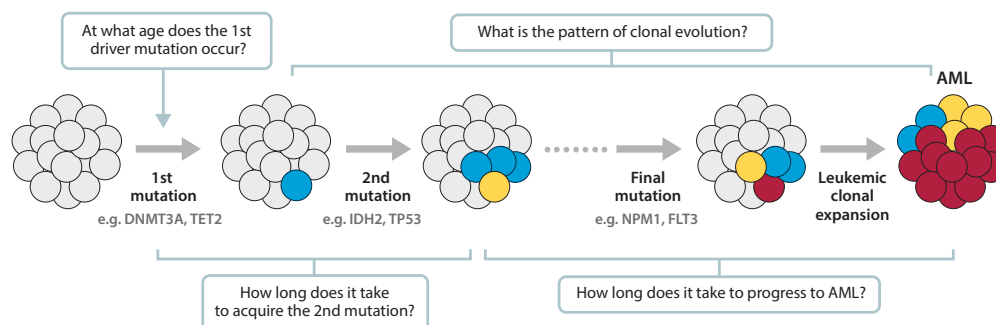 At what age does the 1st
driver mutation occur?
What is the pattern of clonal evolution?
AML
1st
mutation
e.g. DNMT3A, TET2
2nd
mutation
e.g. IDH2, TP53
Final
mutation
e.g. NPM1, FLT3
Leukemic
clonal
expansion
How long does it take
to acquire the 2nd mutation?
How long does it take to progress to AML?